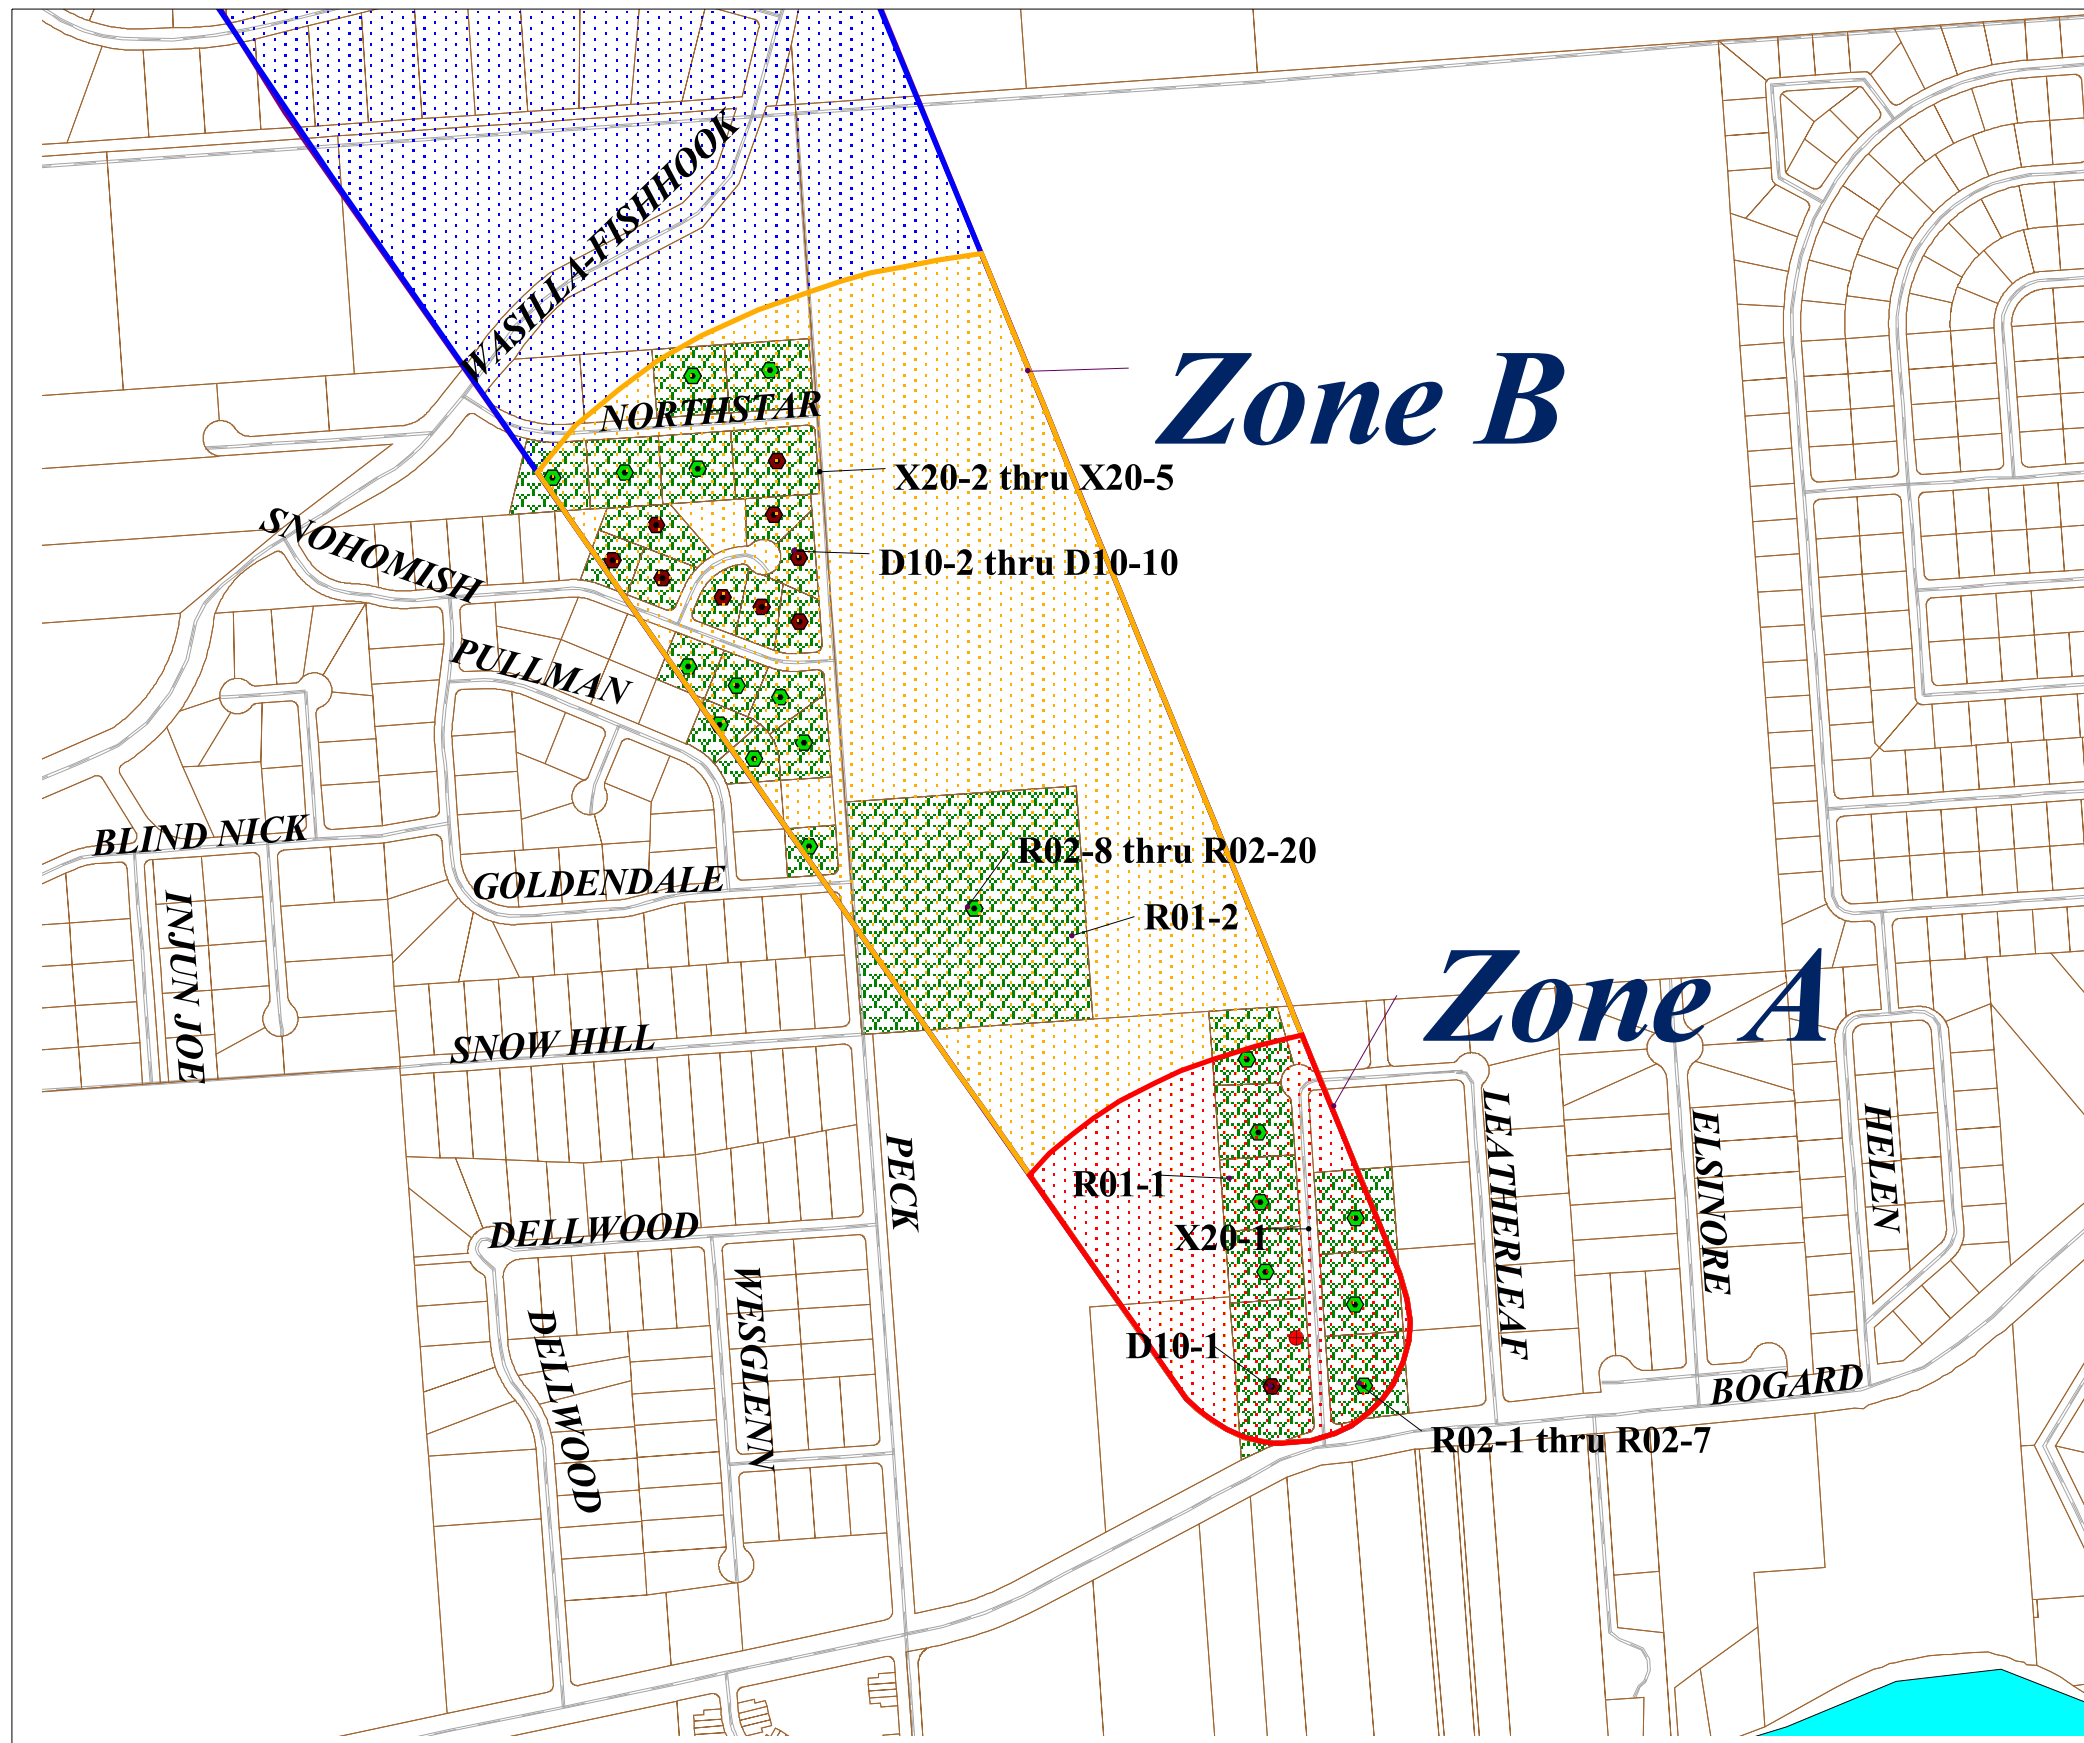 WASILLA-FISHHOOK
Zone B
NORTHSTAR
X20-2 thru X20-5
SNOHOMISH
D10-2 thru D10-10
PULLMAN
BLIND NICK
R02-8 thru R02-20
GOLDENDALE
R01-2
INJUN JOE
Zone A
SNOW HILL
PECK
LEATHERLEAF
ELSINORE
HELEN
R01-1
DELLWOOD
X20-1
WESGLENN
DELLWOOD
D10-1
BOGARD
R02-1 thru R02-7